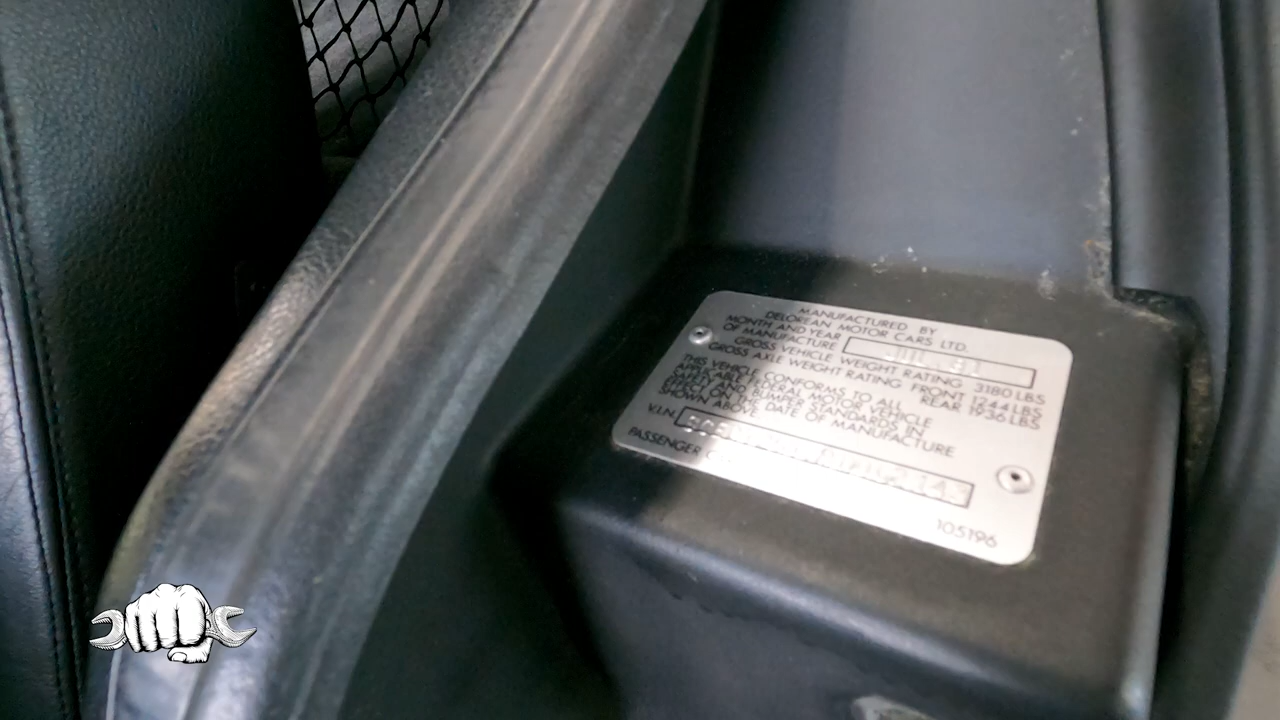 MANUFACTURED BY
DELOREAN MOTOR CARS LTD.
MONTH AND YEAR
OF MANUFACTURE
GROSS VEHICLE WEIGHT RATING 3180 LBS
GROSS AXLE WEIGHT RATING FRONT 1244 LBS
REAR 1936 LBS
THIS VEHICLE CONFORMS TO ALL
MOTOR VEHICLE
SAFETY AND BUMPER STANDARDS IN
EFFECT ON THE DATE OF MANUFACTURE
SHOWN ABOVE
V.I.N.
PASSENGER
105196